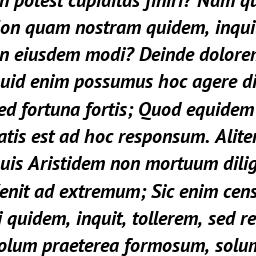 n potest cupiditas finiri? Nam qu
on quam nostram quidem, inqui
n eiusdem modi? Deinde dolorer
uid enim possumus hoc agere di
ed fortuna fortis; Quod equidem
atis est ad hoc responsum. Aliter
uis Aristidem non mortuum dilig
enit ad extremum; Sic enim cens
i quidem, inquit, tollerem, sed re
olum praeterea formosum, solum